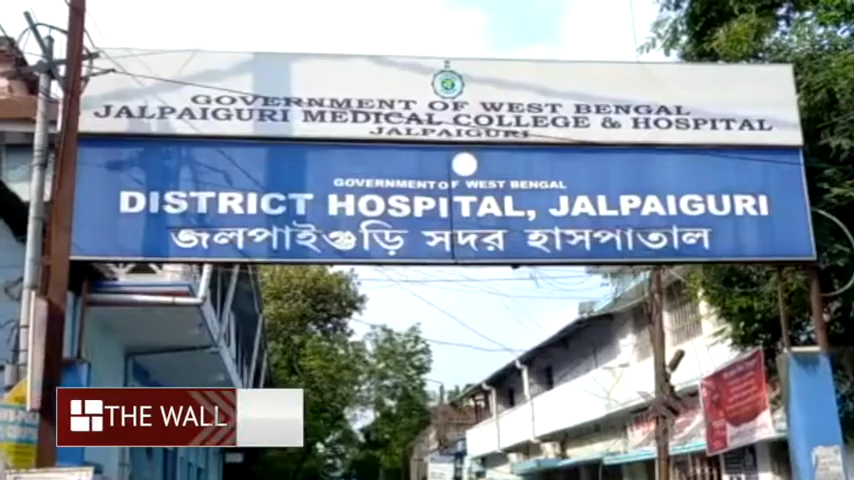 GOVERNMENT OF WEST BENGAL
JALPAIGURI MEDICAL COLLEGE & HOSPITAL
JALPAIGURI
GOVERNMENT OF WEST BENGAL
DISTRICT HOSPITAL, JALPAIGURI
জলপাইগুড়ি সদর হাসপাতাল
THE WALL